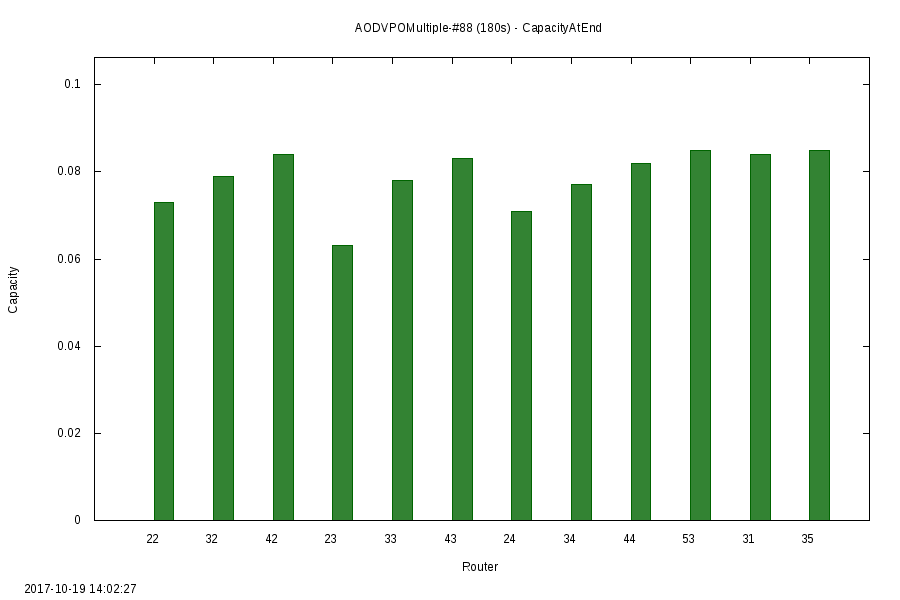 AODVPOMultiple-#88 (180s) - CapacityAtEnd
0.1
0.08
0.06
0.04
0.02
0
Capacity
22 32 42 23 33 43 24 34 44 53 31 35
Router
2017-10-19 14:02:27